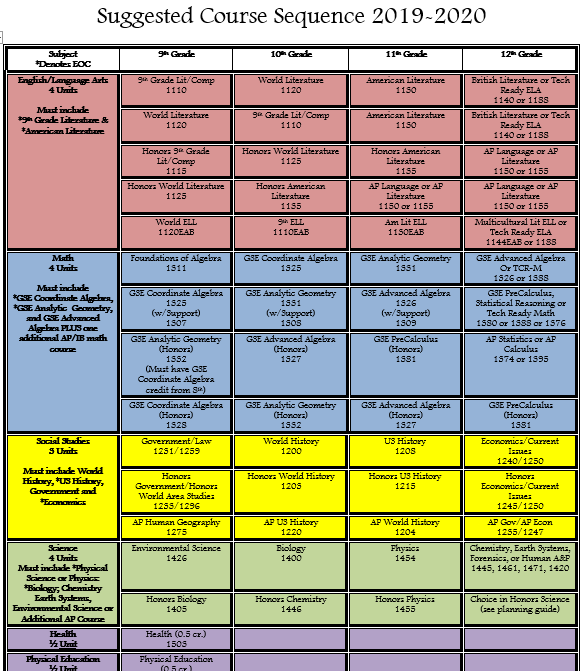 Suggested Course Sequence 2019-2020
Subject
*Denotes EOC
9th Grade
10th Grade
11th Grade
12th Grade
English/Language Arts
4 Units
Must include
*9th Grade Literature &
*American Literature
9th Grade Lit/Comp
1110
World Literature
1120
American Literature
1130
British Literature or Tech
Ready ELA
1140 or 1188
World Literature
1120
9th Grade Lit/Comp
1110
American Literature
1130
British Literature or Tech
Ready ELA
1140 or 1188
Honors 9th Grade
Lit/Comp
1115
Honors World Literature
1125
Honors American
Literature
1135
AP Language or AP
Literature
1150 or 1155
Honors World Literature
1125
Honors American
Literature
1155
AP Language or AP
Literature
1150 or 1155
AP Language or AP
Literature
1150 or 1155
World ELL
1120EAB
9th ELL
1110EAB
Am Lit ELL
1130EAB
Multicultural Lit ELL or
Tech Ready ELA
1144EAB or 1188
Math
4 Units
Must include
*GSE Coordinate Algebra,
*GSE Analytic Geometry,
and GSE Advanced
Algebra PLUS one
additional AP/IB math
course
Foundations of Algebra
1311
GSE Coordinate Algebra
1325
GSE Analytic Geometry
1331
GSE Advanced Algebra
Or TCR-M
1326 or 1388
GSE Coordinate Algebra
1325
(w/Support)
1307
GSE Analytic Geometry
1331
(w/Support)
1308
GSE Advanced Algebra
1326
(w/Support)
1309
GSE PreCalculus,
Statistical Reasoning or
Tech Ready Math
1380 or 1388 or 1376
GSE Analytic Geometry
(Honors)
1332
(Must have GSE
Coordinate Algebra
credit from 8th)
GSE Advanced Algebra
(Honors)
1327
GSE PreCalculus
(Honors)
1381
AP Statistics or AP
Calculus
1374 or 1395
GSE Coordinate Algebra
(Honors)
1328
GSE Analytic Geometry
(Honors)
1332
GSE Advanced Algebra
(Honors)
1327
GSE PreCalculus
(Honors)
1381
Social Studies
3 Units
Must include World
History, *US History,
Government and
*Economics
Government/Law
1231/1259
World History
1200
US History
1208
Economics/Current
Issues
1240/1250
Honors
Government/Honors
World Area Studies
1235/1296
Honors World History
1203
Honors US History
1215
Honors
Economics/Current
Issues
1245/1250
AP Human Geography
1275
AP US History
1220
AP World History
1204
AP Gov/AP Econ
1235/1247
Science
4 Units
Must include *Physical
Science or Physics:
*Biology; Chemistry
Earth Systems,
Environmental Science or
Additional AP Course
Environmental Science
1426
Biology
1400
Physics
1454
Chemistry, Earth Systems,
Forensics, or Human A&P
1445, 1461, 1471, 1420
Honors Biology
1405
Honors Chemistry
1446
Honors Physics
1455
Choice in Honors Science
(see planning guide)
Health
½ Unit
Health (0.5 cr.)
1503
Physical Education
½ Unit
Physical Education
(0.5 cr.)